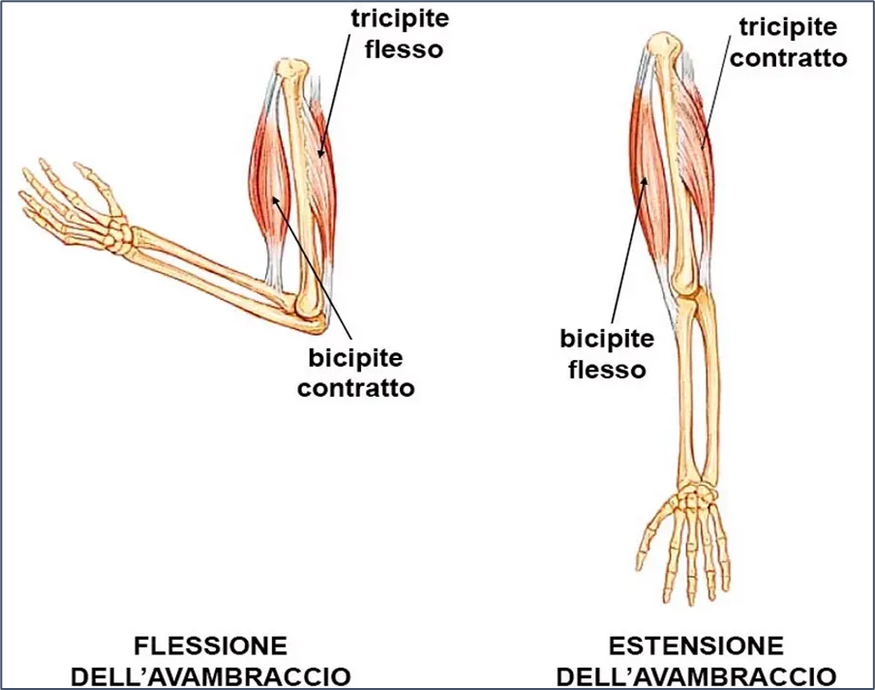 tricipite
flesso
bicipite
contratto
FLESSIONE
DELL’AVAMBRACCIO
tricipite
contratto
bicipite
flesso
ESTENSIONE
DELL’AVAMBRACCIO